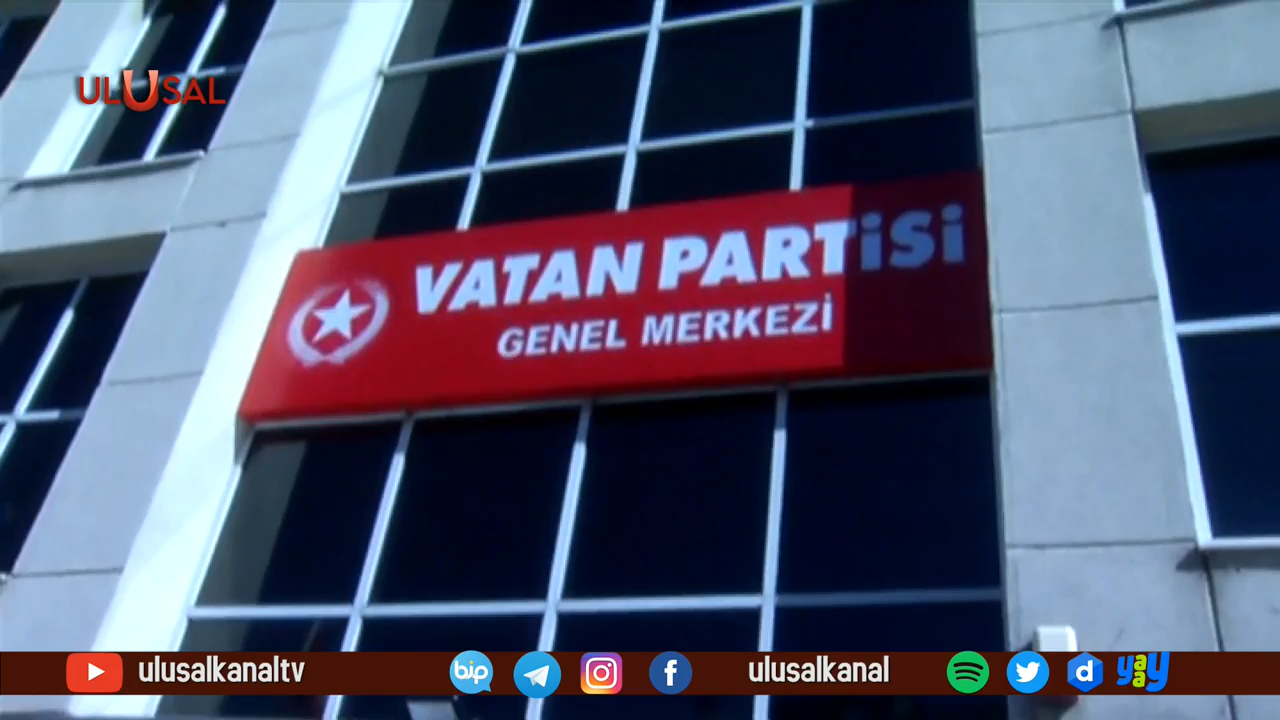 ULUSAL
VATAN PARTİSİ
GENEL MERKEZİ
ulusalkanaltv
bip
ulusalkanal
d
yaay